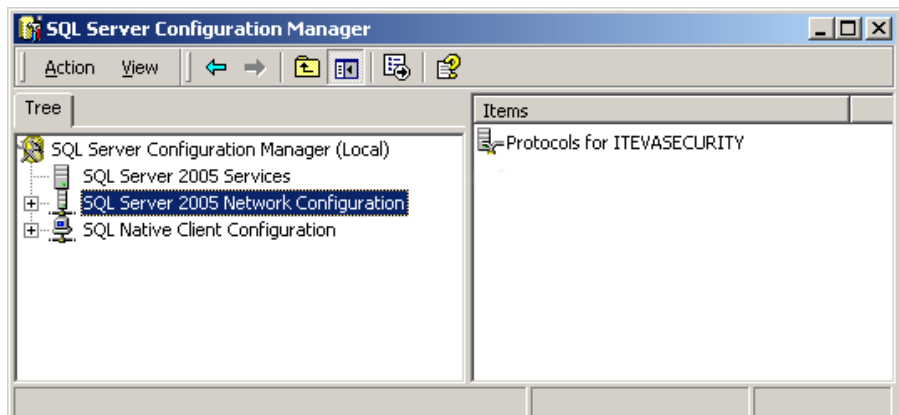 SQL Server Configuration Manager
Action View
Tree
Items
SQL Server Configuration Manager (Local)
SQL Server 2005 Services
SQL Server 2005 Network Configuration
SQL Native Client Configuration
Protocols for ITEVASECURITY